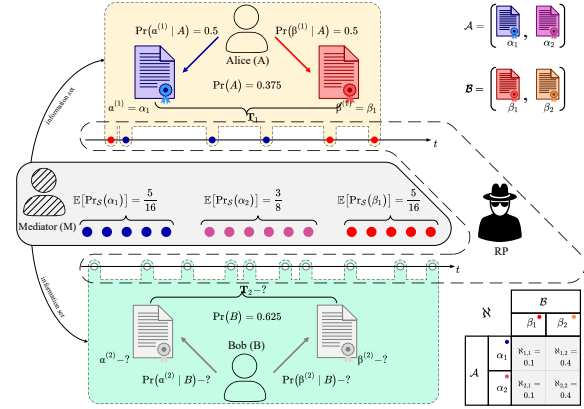 Pr(α⁽¹⁾ | A) = 0.5
Pr(β⁽¹⁾ | A) = 0.5
Alice (A)
Pr(A) = 0.375
α⁽¹⁾ = α₁
β⁽²⁾ = β₁
T₁
t
information set
𝒜 = { α₁ , α₂ }
ℬ = { β₁ , β₂ }
Mediator (M)
𝔼[Pr_𝒮(α₁)] = 5/16
𝔼[Pr_𝒮(α₂)] = 3/8
𝔼[Pr_𝒮(β₁)] = 5/16
RP
information set
t
T₂−?
Pr(B) = 0.625
α⁽²⁾−?
β⁽²⁾−?
Bob (B)
Pr(α⁽²⁾ | B)−?
Pr(β⁽²⁾ | B)−?
ℵ
ℬ
β₁ β₂
𝒜
α₁ ℵ₁,₁ = 0.1 ℵ₁,₂ = 0.4
α₂ ℵ₂,₁ = 0.1 ℵ₂,₂ = 0.4